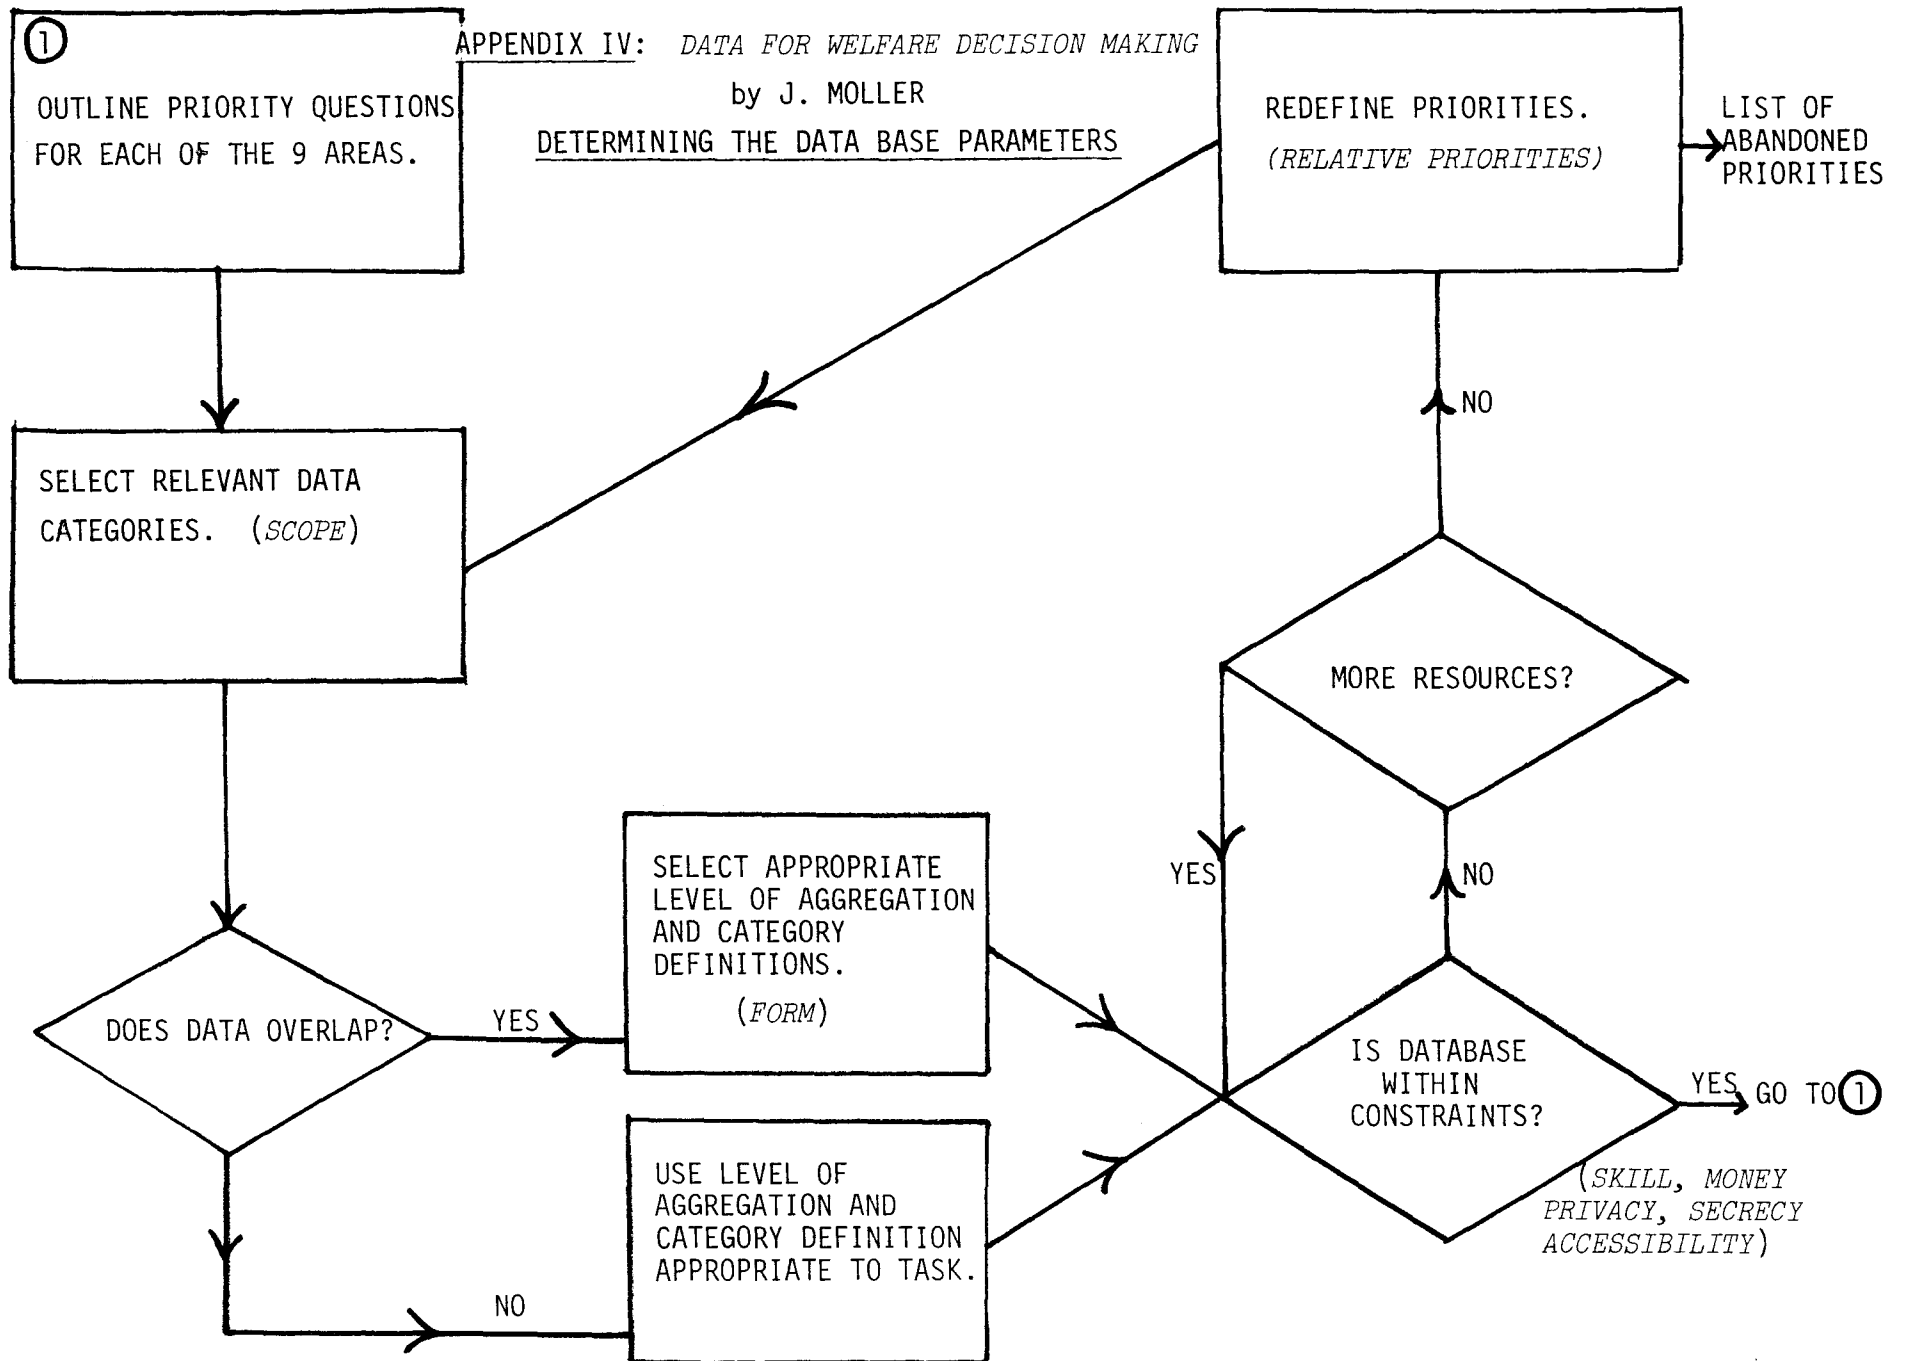 ①
OUTLINE PRIORITY QUESTIONS
FOR EACH OF THE 9 AREAS.
APPENDIX IV: DATA FOR WELFARE DECISION MAKING
by J. MOLLER
DETERMINING THE DATA BASE PARAMETERS
REDEFINE PRIORITIES.
(RELATIVE PRIORITIES)
LIST OF
ABANDONED
PRIORITIES
SELECT RELEVANT DATA
CATEGORIES. (SCOPE)
NO
MORE RESOURCES?
YES
NO
SELECT APPROPRIATE
LEVEL OF AGGREGATION
AND CATEGORY
DEFINITIONS.
(FORM)
DOES DATA OVERLAP?
YES
IS DATABASE
WITHIN
CONSTRAINTS?
YES
GO TO ①
(SKILL, MONEY
PRIVACY, SECRECY
ACCESSIBILITY)
USE LEVEL OF
AGGREGATION AND
CATEGORY DEFINITION
APPROPRIATE TO TASK.
NO